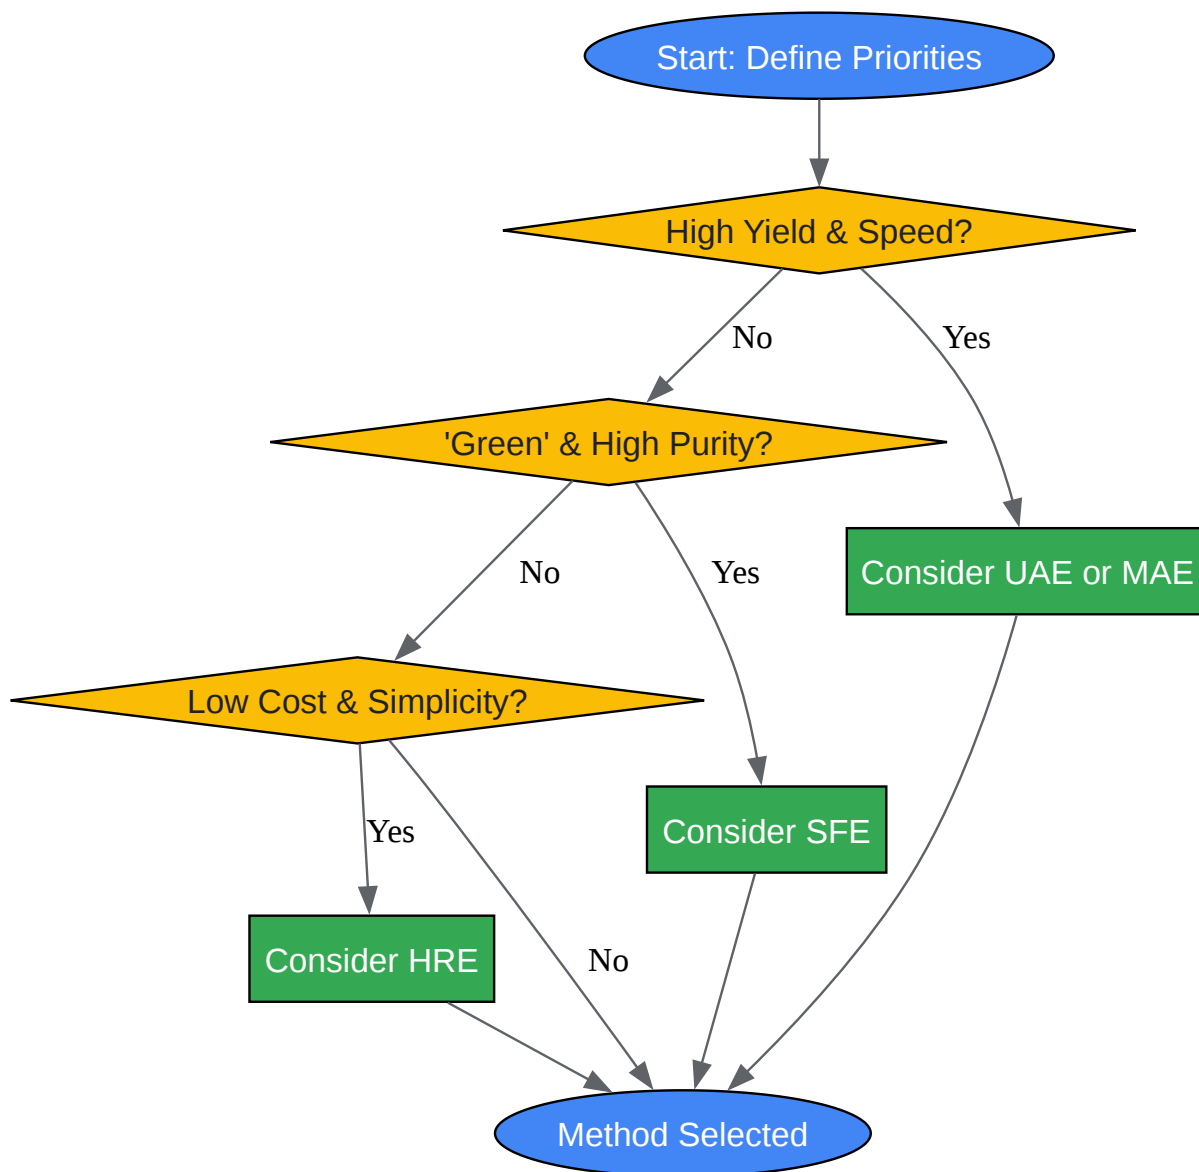 Start: Define Priorities
High Yield & Speed?
No
Yes
'Green' & High Purity?
No
Yes
Consider UAE or MAE
Low Cost & Simplicity?
Yes
Consider SFE
Consider HRE
No
Method Selected